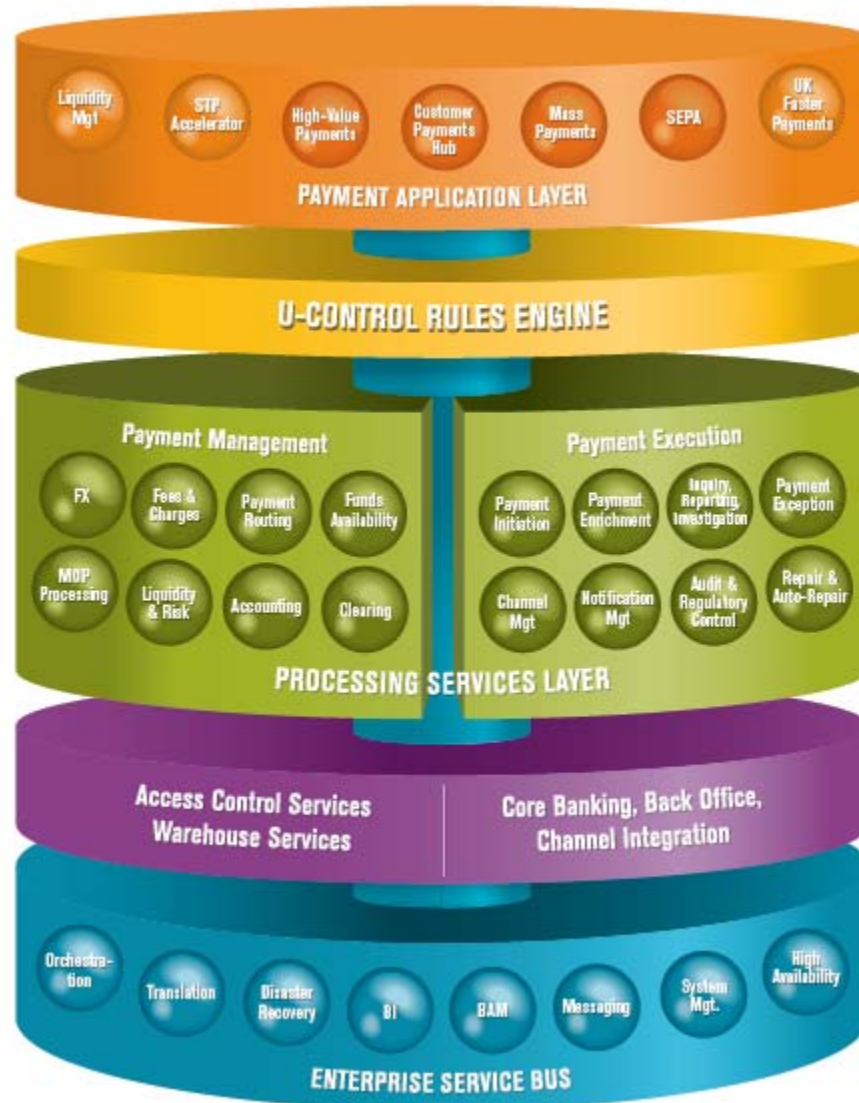 Liquidity
Mgt
STP
Accelerator
High-Value
Payments
Customer
Payments
Hub
Mass
Payments
SEPA
UK
Faster
Payments
PAYMENT APPLICATION LAYER
U-CONTROL RULES ENGINE
Payment Management
FX
Fees &
Charges
Payment
Routing
Funds
Availability
MOP
Processing
Liquidity
& Risk
Accounting
Clearing
Payment Execution
Payment
Initiation
Payment
Enrichment
Inquiry,
Reporting,
Investigation
Payment
Exception
Channel
Mgt
Notification
Mgt
Audit &
Regulatory
Control
Repair &
Auto-Repair
PROCESSING SERVICES LAYER
Access Control Services
Warehouse Services
Core Banking, Back Office,
Channel Integration
Orchestra-
tion
Translation
Disaster
Recovery
BI
BAM
Messaging
System
Mgt.
High
Availability
ENTERPRISE SERVICE BUS